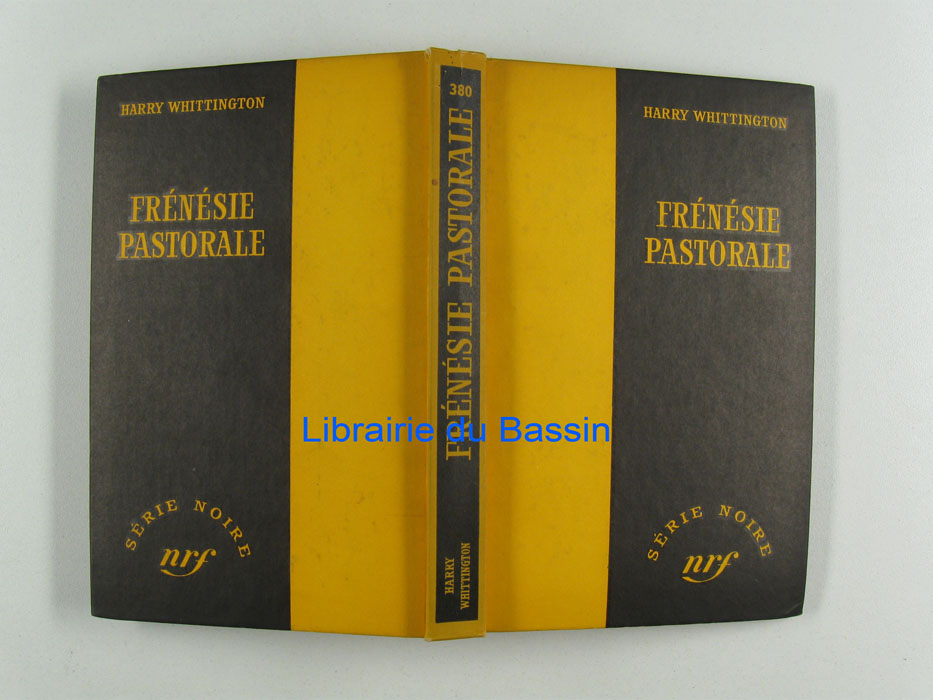 HARRY WHITTINGTON
FRÉNÉSIE
PASTORALE
SÉRIE NOIRE
nrf
380
FRÉNÉSIE PASTORALE
HARRY
WHITTINGTON
HARRY WHITTINGTON
FRÉNÉSIE
PASTORALE
SÉRIE NOIRE
nrf
Librairie du Bassin